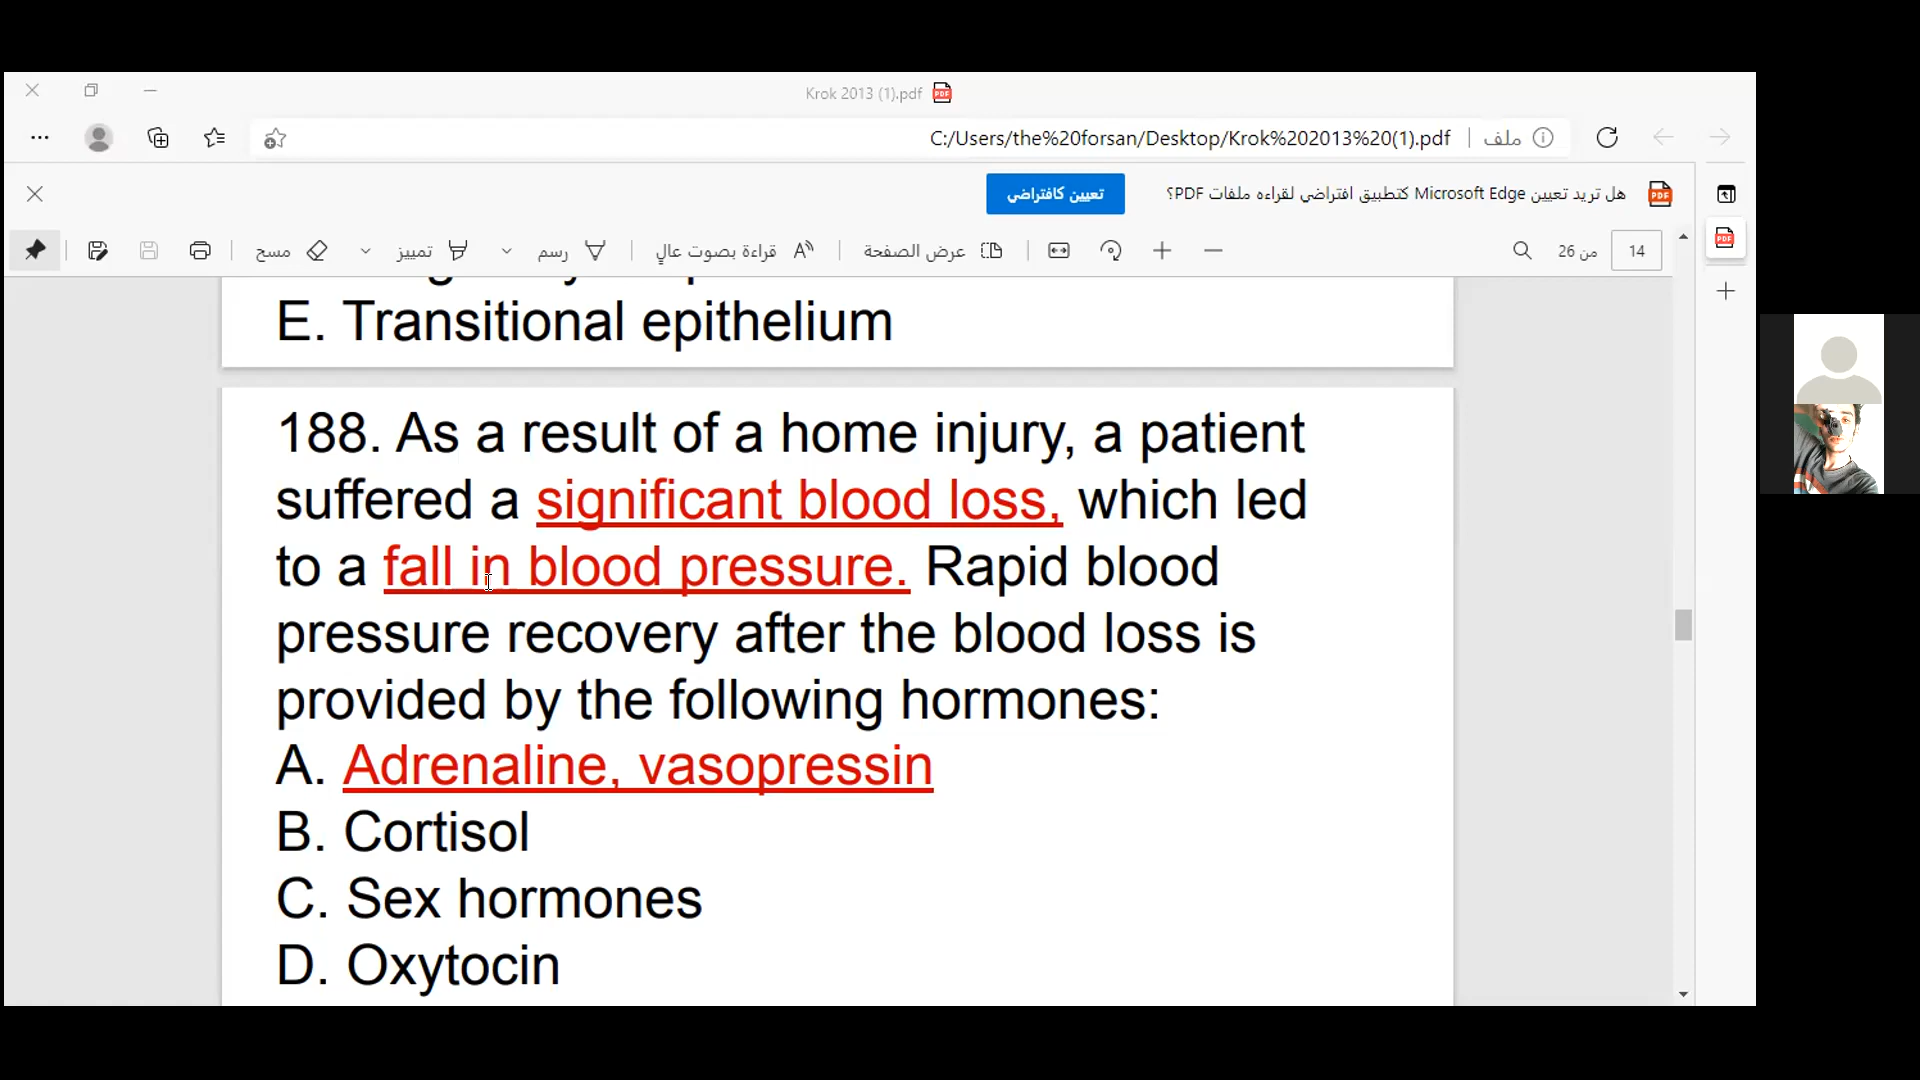 Krok 2013 (1).pdf
C:/Users/the%20forsan/Desktop/Krok%202013%20(1).pdf
ملف
هل تريد تعيين Microsoft Edge كتطبيق افتراضي لقراءه ملفات PDF؟
تعيين كافتراضي
14
من 26
عرض الصفحة
قراءة بصوت عالٍ
رسم
تمييز
مسح
E. Transitional epithelium
188. As a result of a home injury, a patient
suffered a significant blood loss, which led
to a fall in blood pressure. Rapid blood
pressure recovery after the blood loss is
provided by the following hormones:
A. Adrenaline, vasopressin
B. Cortisol
C. Sex hormones
D. Oxytocin